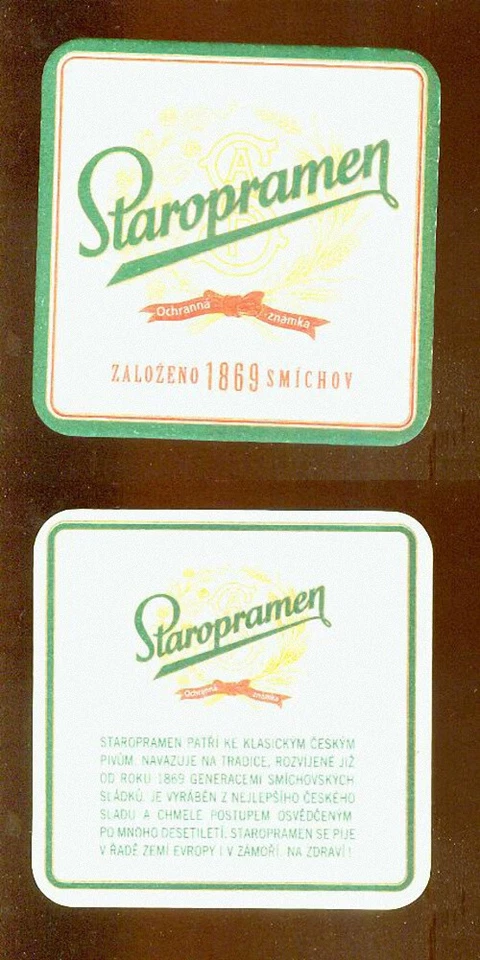 Staropramen
Ochranná známka
ZALOŽENO 1869 SMÍCHOV
Staropramen
Ochranná známka
STAROPRAMEN PATŘÍ KE KLASICKÝM ČESKÝM
PIVŮM. NAVAZUJE NA TRADICE, ROZVÍJENÉ JIŽ
OD ROKU 1869 GENERACEMI SMÍCHOVSKÝCH
SLÁDKŮ. JE VYRÁBĚN Z NEJLEPŠÍHO ČESKÉHO
SLADU A CHMELE POSTUPEM OSVĚDČENÝM
PO MNOHO DESETILETÍ. STAROPRAMEN SE PIJE
V ŘADĚ ZEMÍ EVROPY I V ZÁMOŘÍ. NA ZDRAVÍ!